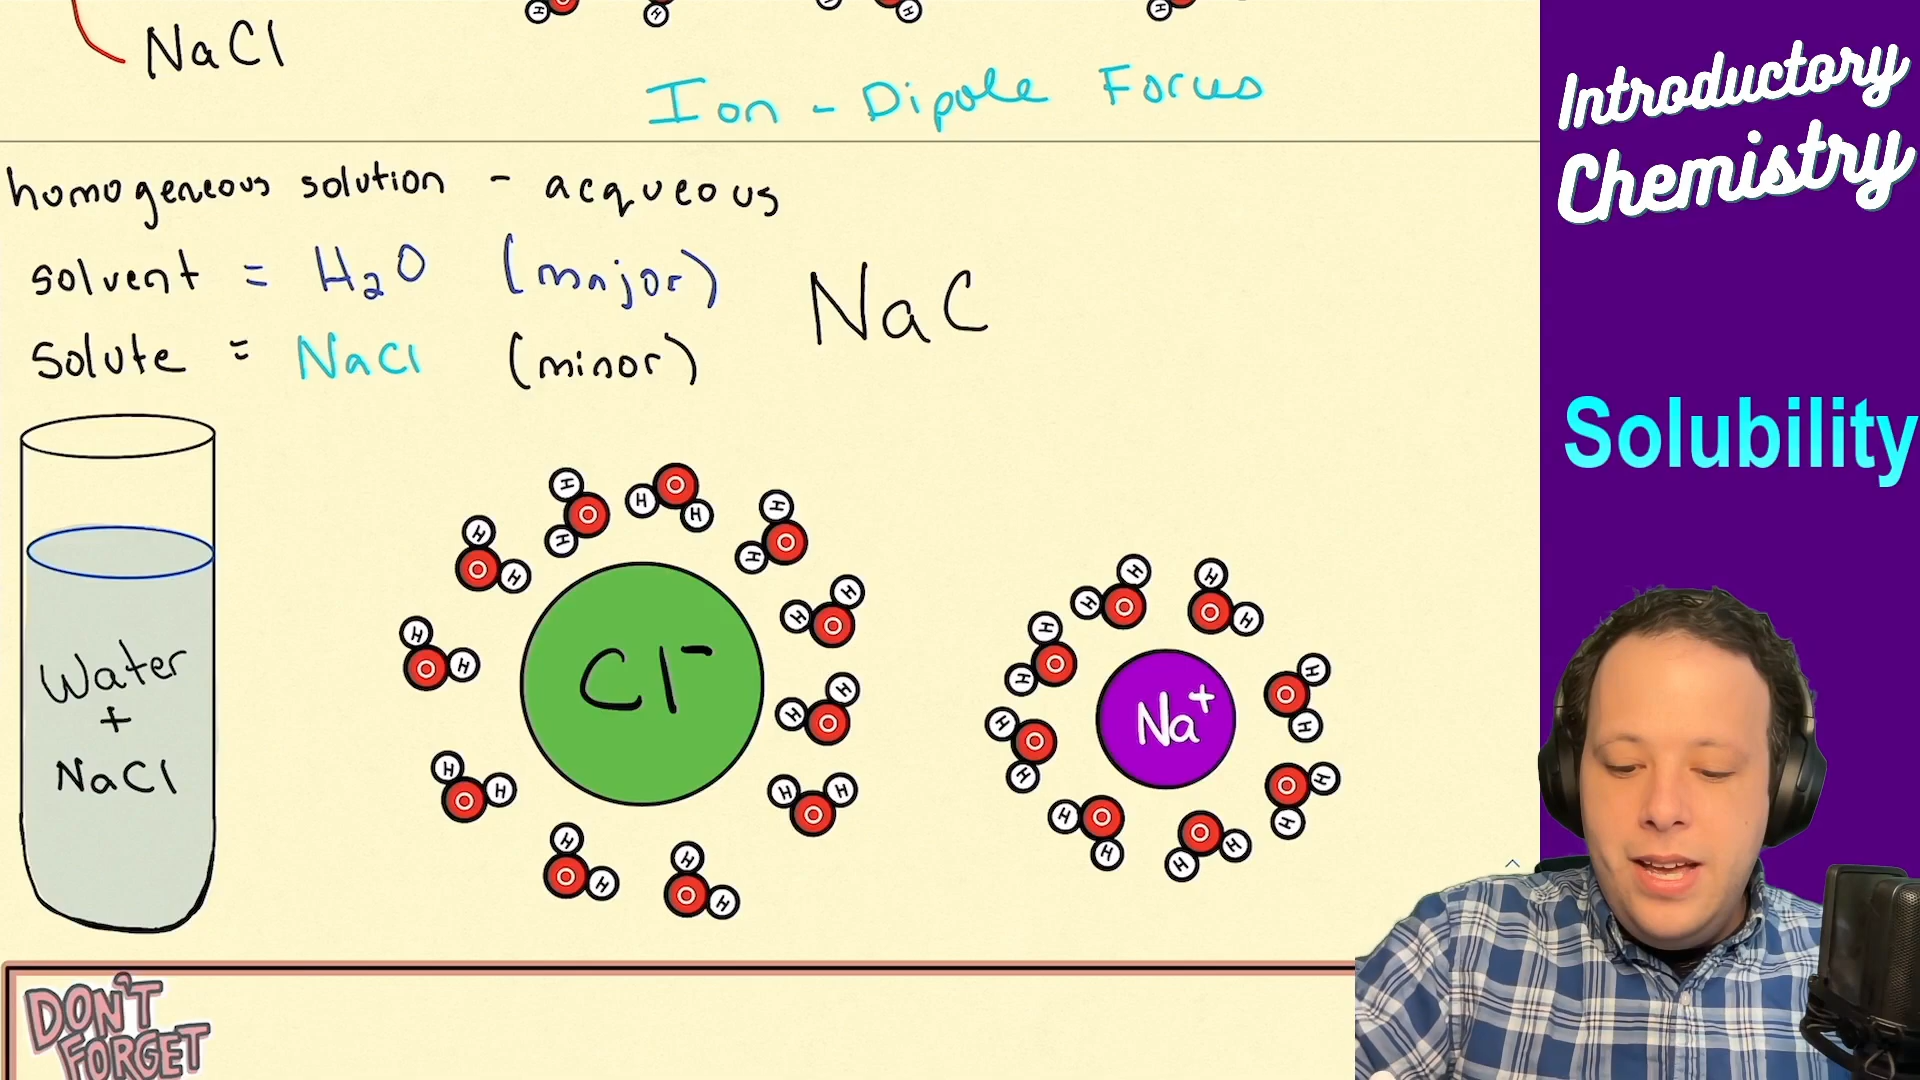 NaCl
Ion - Dipole Forces
homogeneous solution - acqueous
solvent = H₂O (major)
solute = NaCl (minor)
NaC
Water
+
NaCl
H O H
H O H
H O H
H O H
H O H
H O H
H O H
H O H
H O H
H O H
H O H
Cl⁻
H O H
H O H
H O H
H O H
H O H
H O H
H O H
H O H
Na⁺
DON'T
FORGET
Introductory
Chemistry
Solubility